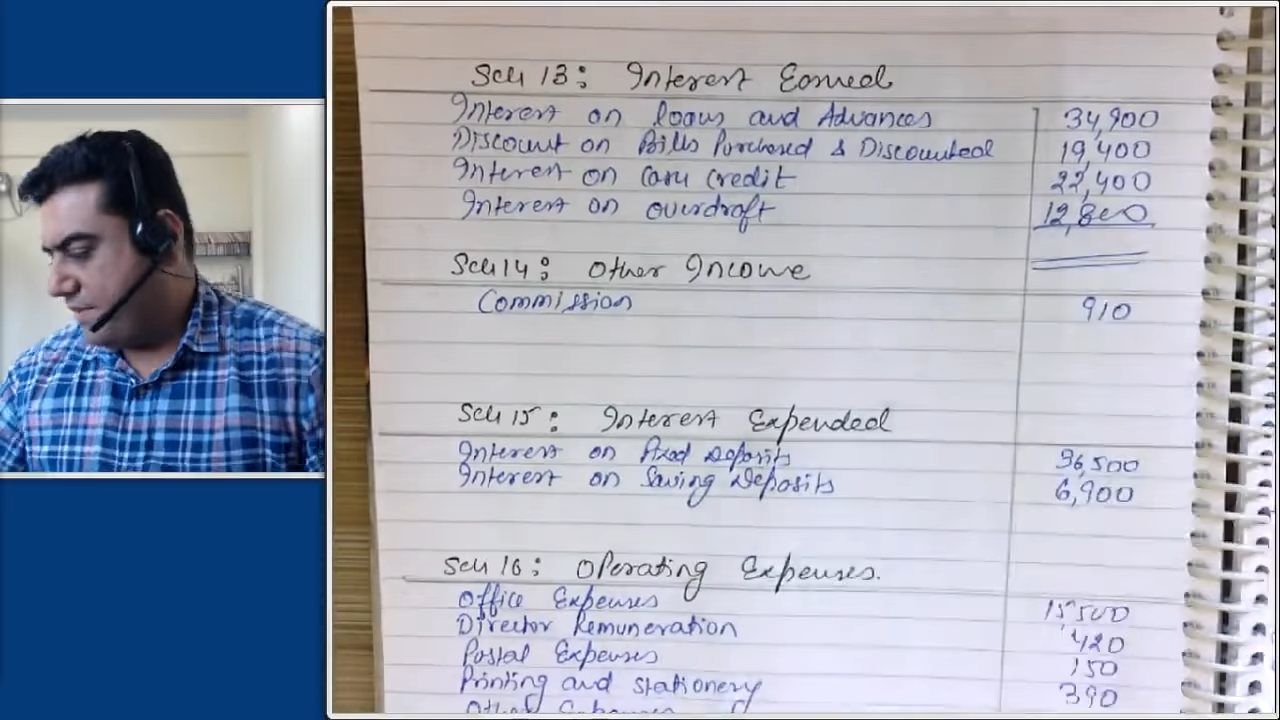 Sch 13: Interest Earned
Interest on loans and Advances 34,900
Discount on Bills Purchased & Discounted 19,400
Interest on Cash Credit 22,400
Interest on overdraft 12,800
Sch 14: Other Income
Commission 910
Sch 15: Interest Expended
Interest on Fixed Deposits 36,500
Interest on Saving Deposits 6,900
Sch 16: Operating Expenses.
Office Expenses 15,500
Director Remuneration 420
Postal Expenses 150
Printing and Stationery 390
Other Expenses